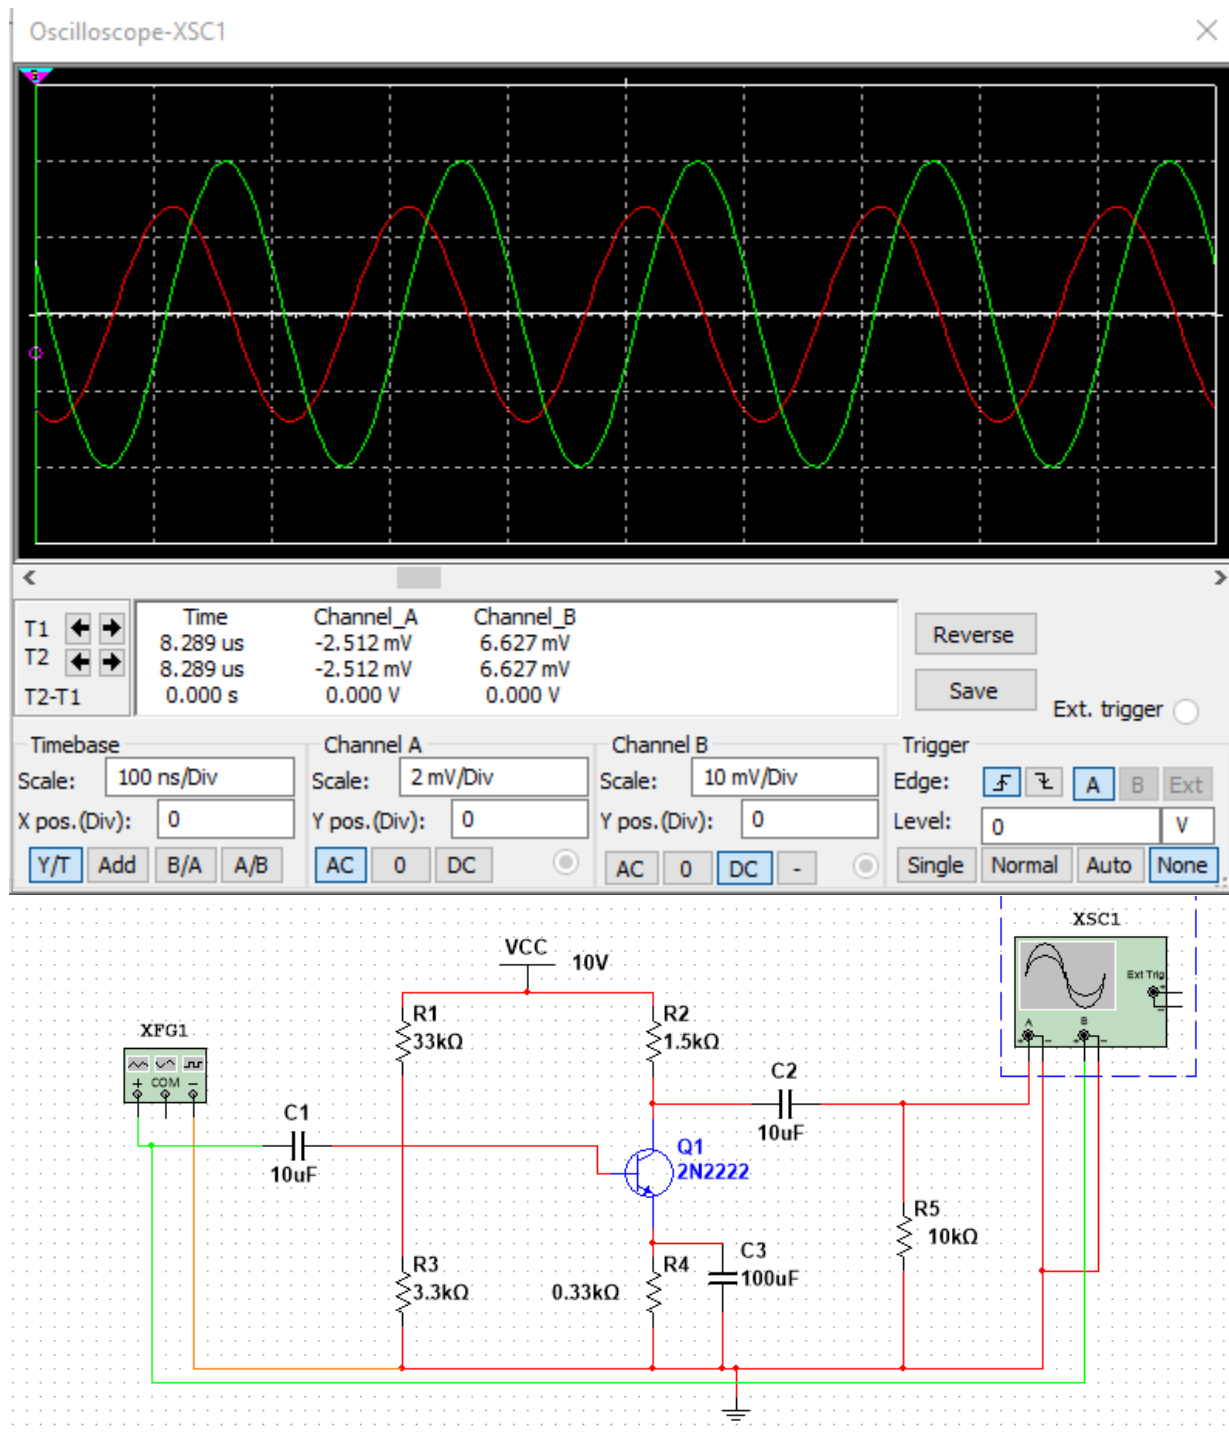 Oscilloscope-XSC1
Time Channel_A Channel_B
T1 8.289 us -2.512 mV 6.627 mV
T2 8.289 us -2.512 mV 6.627 mV
T2-T1 0.000 s 0.000 V 0.000 V
Reverse
Save
Ext. trigger
Timebase Channel A Channel B Trigger
Scale: 100 ns/Div Scale: 2 mV/Div Scale: 10 mV/Div Edge: A B Ext
X pos.(Div): 0 Y pos.(Div): 0 Y pos.(Div): 0 Level: 0 V
Y/T Add B/A A/B AC 0 DC AC 0 DC - Single Normal Auto None
XSC1
VCC
10V
Ext Trig
+
-
A B
+ - + -
R1
33kΩ
R2
1.5kΩ
XFG1
+ COM -
C1
10uF
C2
10uF
Q1
2N2222
R5
10kΩ
R3
3.3kΩ
R4
0.33kΩ
C3
100uF